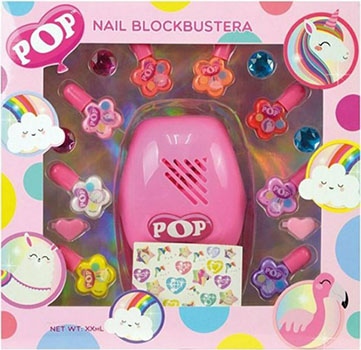 POP
NAIL BLOCKBUSTERA
POP
NET WT: XXmL